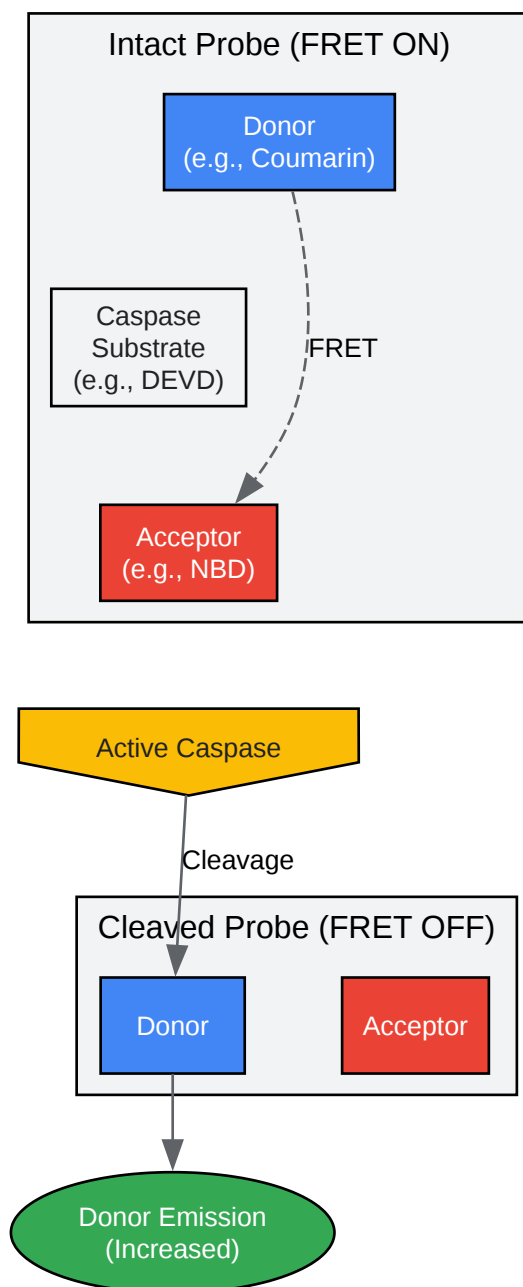 Intact Probe (FRET ON)
Donor
(e.g., Coumarin)
Caspase
Substrate
(e.g., DEVD)
FRET
Acceptor
(e.g., NBD)
Active Caspase
Cleavage
Cleaved Probe (FRET OFF)
Donor
Acceptor
Donor Emission
(Increased)